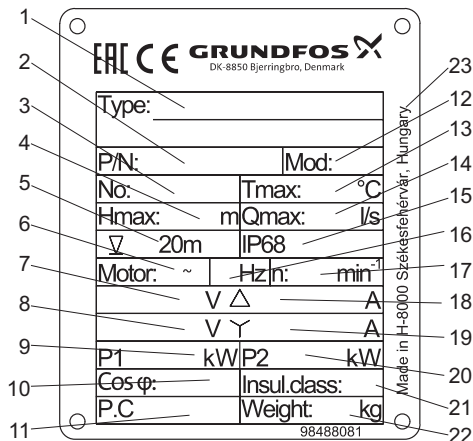 EAC CE GRUNDFOS
DK-8850 Bjerringbro, Denmark
1
2
3
4
5
6
7
8
9
10
11
Type:
P/N: Mod:
No: Tmax: °C
Hmax: m Qmax: l/s
20m IP68
Motor: ~ Hz n: min⁻¹
V △ A
V Y A
P1 kW P2 kW
Cos φ: Insul.class:
P.C Weight: kg
98488081
Made in H-8000 Székesfehérvár, Hungary
23
12
13
14
15
16
17
18
19
20
21
22